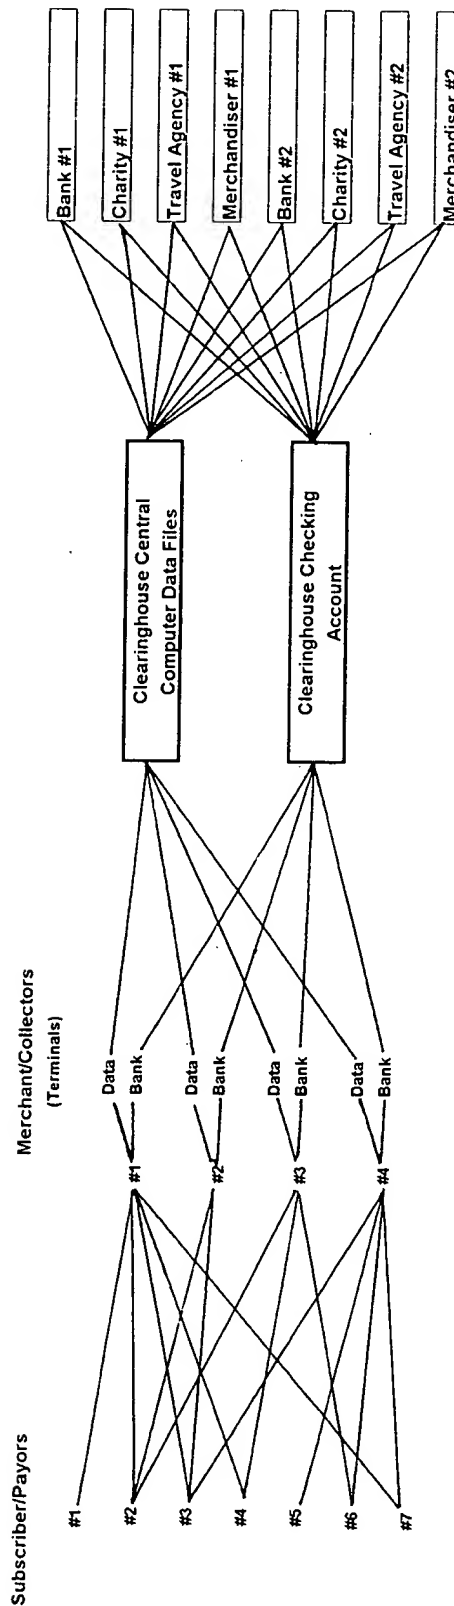 Subscriber/Payors
#1
#2
#3
#4
#5
#6
#7
Merchant/Collectors
(Terminals)
#1
Data
Bank
#2
Data
Bank
#3
Data
Bank
#4
Data
Bank
Clearinghouse Central
Computer Data Files
Clearinghouse Checking
Account
Bank #1
Charity #1
Travel Agency #1
Merchandiser #1
Bank #2
Charity #2
Travel Agency #2
Merchandiser #2